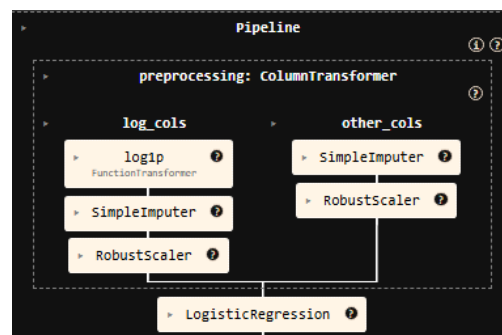 Pipeline
preprocessing: ColumnTransformer
log_cols
other_cols
log1p
FunctionTransformer
SimpleImputer
RobustScaler
SimpleImputer
RobustScaler
LogisticRegression